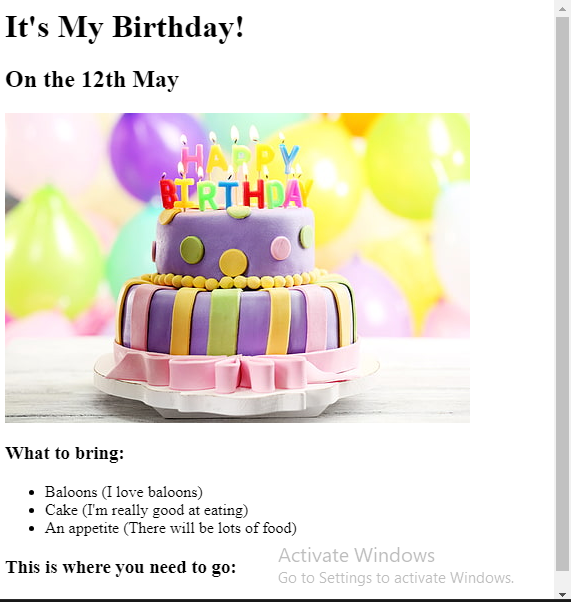 It's My Birthday!
On the 12th May
HAPPY
BIRTHDAY
What to bring:
Baloons (I love baloons)
Cake (I'm really good at eating)
An appetite (There will be lots of food)
This is where you need to go:
Activate Windows
Go to Settings to activate Windows.